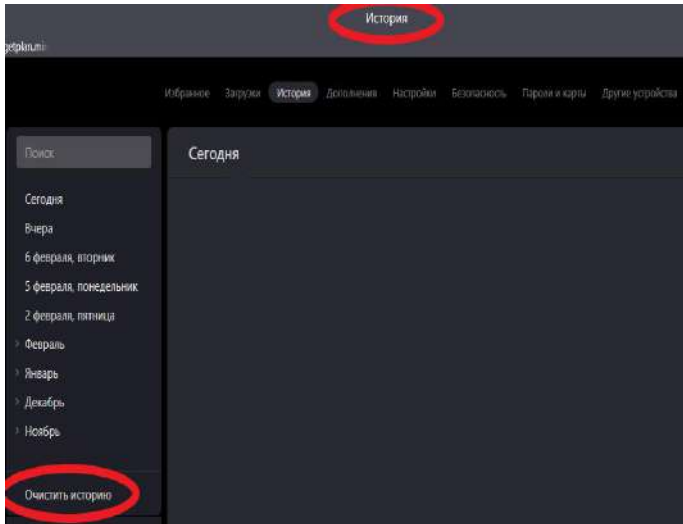 История
Избранное Загрузки История Дополнения Настройки Безопасность Пароли и карты Другие устройства
Поиск
Сегодня
Сегодня
Вчера
6 февраля, вторник
5 февраля, понедельник
2 февраля, пятница
Февраль
Январь
Декабрь
Ноябрь
Очистить историю